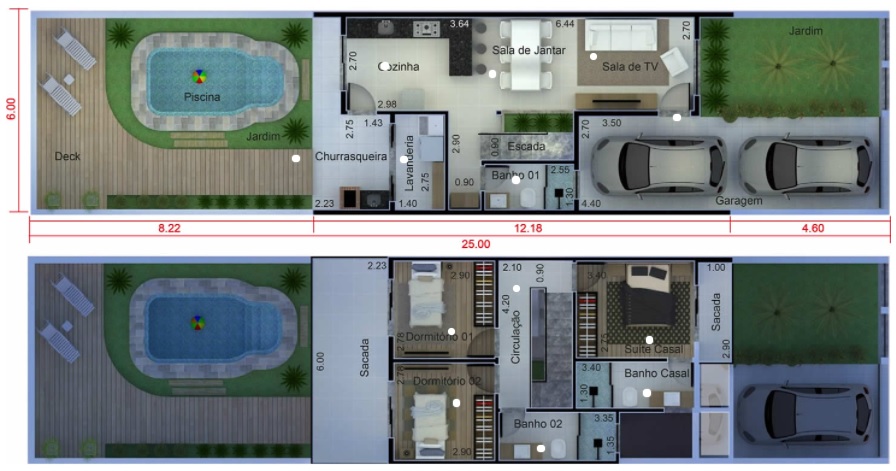 3.64
6.44
Jardim
Sala de Jantar
2.70
Cozinha
Sala de TV
2.70
6.00
Piscina
2.98
2.75
1.43
2.70
3.50
Jardim
2.90
0.90
Escada
Deck
Churrasqueira
Lavanderia
Banho 01
2.55
2.75
0.90
1.30
2.23
1.40
4.40
Garagem
8.22
12.18
4.60
25.00
2.23
2.90
2.10
0.90
3.40
1.00
4.20
Sacada
2.78
Dormitório 01
Circulação
2.75
Suite Casal
2.90
6.00
Sacada
2.78
Dormitório 02
3.40
Banho Casal
1.30
Banho 02
3.35
2.90
1.35